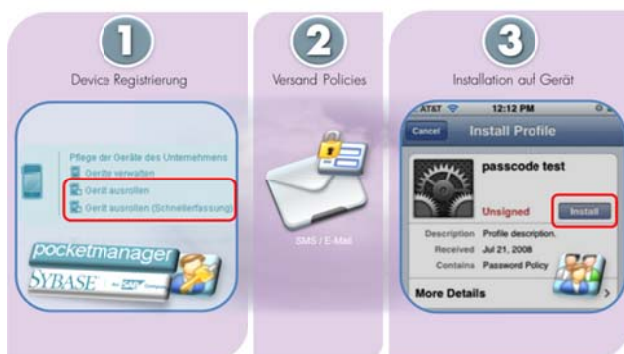 1
Device Registrierung
Pflege der Geräte des Unternehmens
Geräte verwalten
Gerät ausrollen
Gerät ausrollen (Schnellerfassung)
pocketmanager
SYBASE
2
Versand Policies
SMS / E-Mail
3
Installation auf Gerät
AT&T 12:12 PM
Cancel Install Profile
passcode test
Unsigned Install
Description Profile description.
Received Jul 21, 2008
Contains Password Policy
More Details